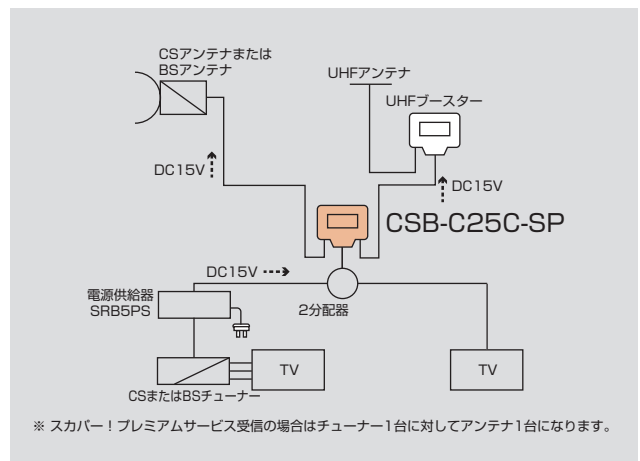 CSアンテナまたは
BSアンテナ
UHFアンテナ
UHFブースター
DC15V
DC15V
CSB-C25C-SP
DC15V
電源供給器
SRB5PS
2分配器
TV
TV
CSまたはBSチューナー
※ スカパー！プレミアムサービス受信の場合はチューナー1台に対してアンテナ1台になります。